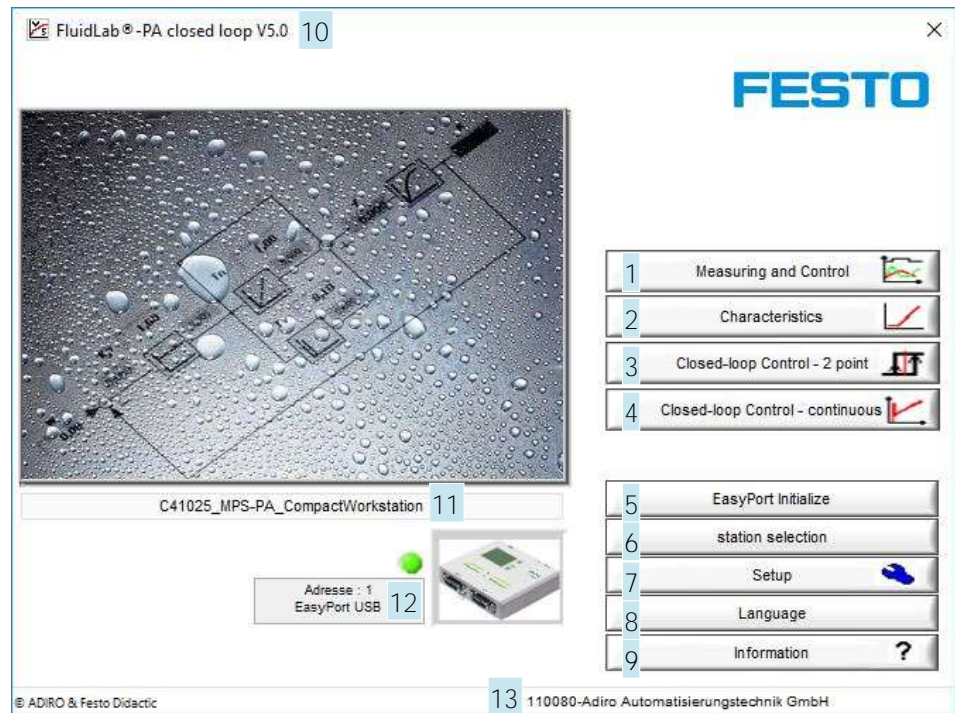 FluidLab®-PA closed loop V5.0 10
FESTO
1 Measuring and Control
2 Characteristics
3 Closed-loop Control - 2 point
4 Closed-loop Control - continuous
C41025_MPS-PA_CompactWorkstation 11
5 EasyPort Initialize
6 station selection
7 Setup
8 Language
9 Information ?
Adresse : 1
EasyPort USB 12
© ADIRO & Festo Didactic
13 110080-Adiro Automatisierungstechnik GmbH